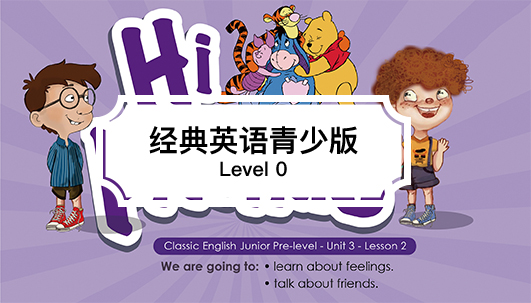 Hi
经典英语青少版
Level 0
Classic English Junior Pre-level - Unit 3 - Lesson 2
We are going to: • learn about feelings.
• talk about friends.